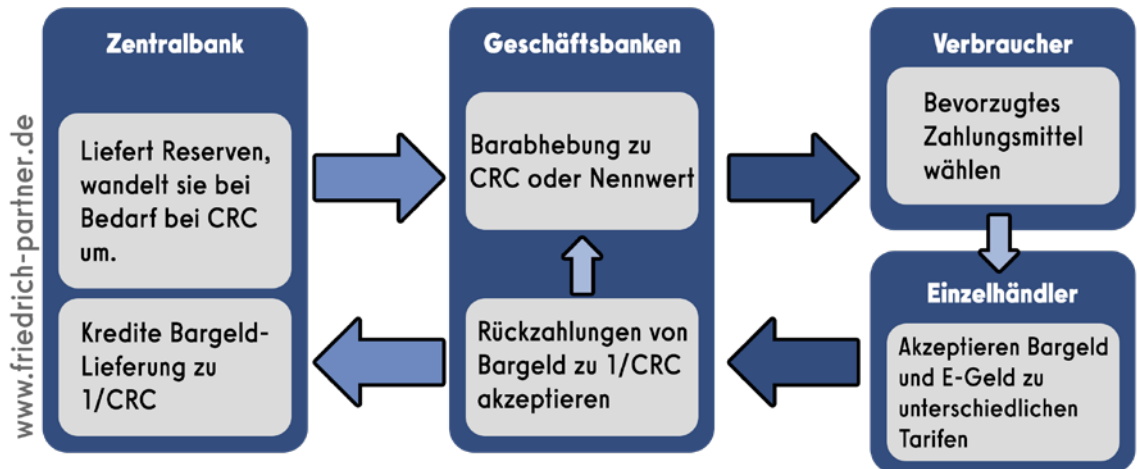 www.friedrich-partner.de
Zentralbank
Liefert Reserven,
wandelt sie bei
Bedarf bei CRC
um.
Kredite Bargeld-
Lieferung zu
1/CRC
Geschäftsbanken
Barabhebung zu
CRC oder Nennwert
Rückzahlungen von
Bargeld zu 1/CRC
akzeptieren
Verbraucher
Bevorzugtes
Zahlungsmittel
wählen
Einzelhändler
Akzeptieren Bargeld
und E-Geld zu
unterschiedlichen
Tarifen